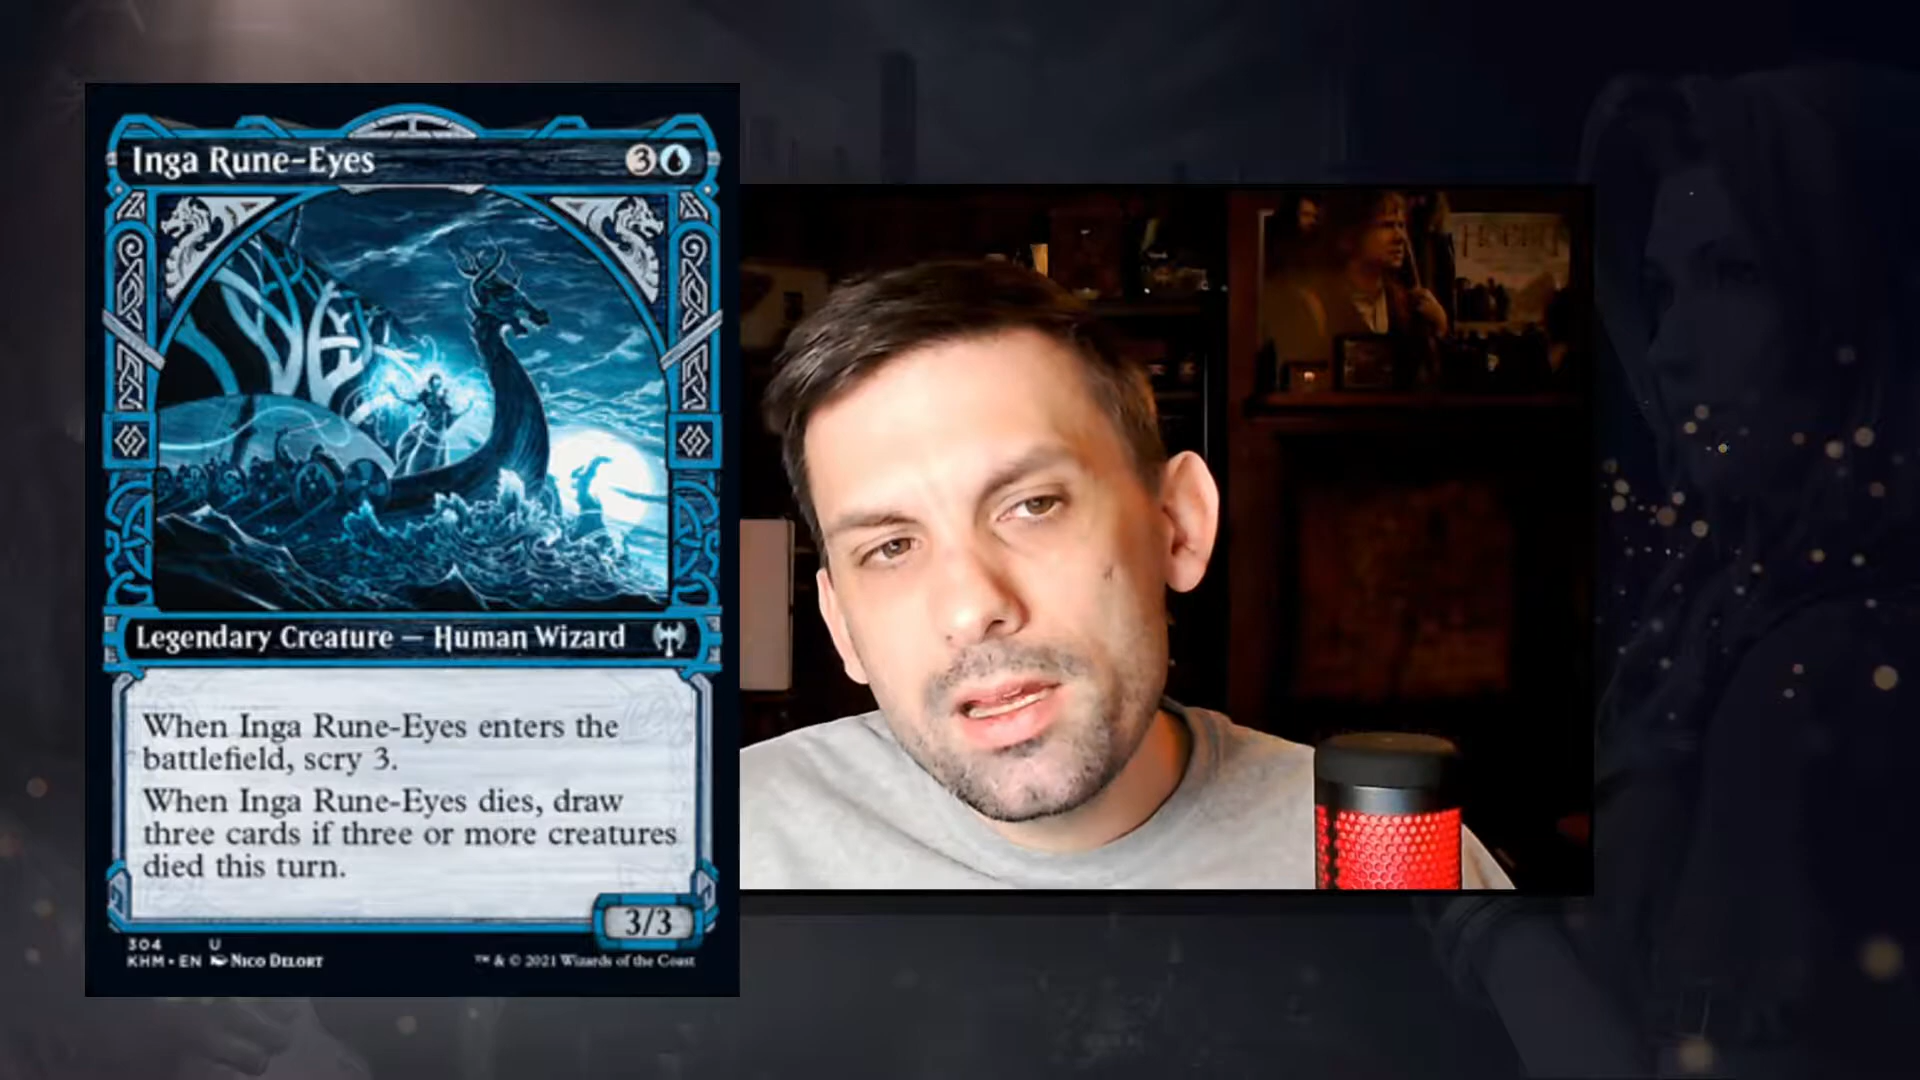 Inga Rune-Eyes
3
Legendary Creature — Human Wizard
When Inga Rune-Eyes enters the
battlefield, scry 3.
When Inga Rune-Eyes dies, draw
three cards if three or more creatures
died this turn.
3/3
304 U
KHM • EN Nico Delort
™ & © 2021 Wizards of the Coast
HOBBIT